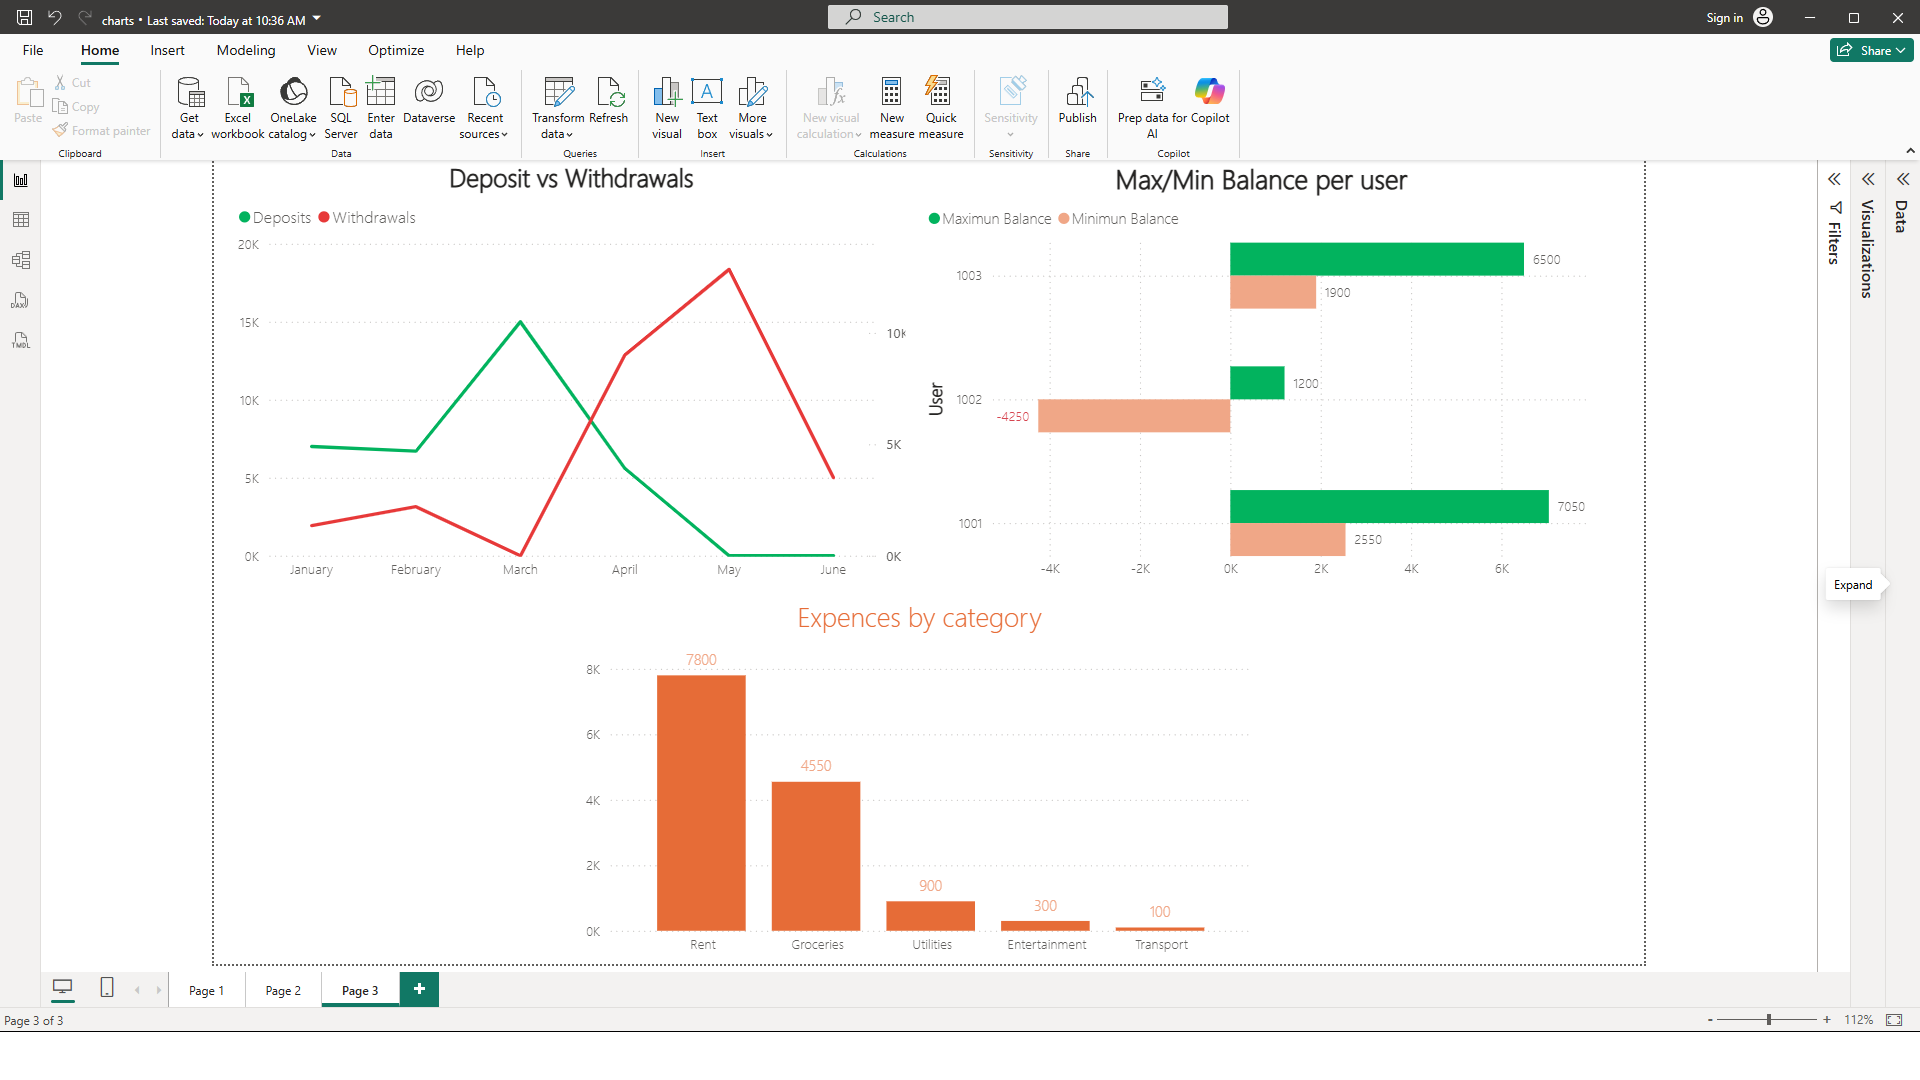 charts • Last saved: Today at 10:36 AM
Search
Sign in
File Home Insert Modeling View Optimize Help
Share
Paste
Cut
Copy
Format painter
Clipboard
Get data
Excel workbook
OneLake catalog
SQL Server
Enter data
Dataverse
Recent sources
Data
Transform data
Refresh
Queries
New visual
Text box
More visuals
Insert
New visual calculation
New measure
Quick measure
Calculations
Sensitivity
Sensitivity
Publish
Share
Prep data for AI
Copilot
Copilot
DAX
TMDL
Deposit vs Withdrawals
Deposits Withdrawals
20K
15K
10K
5K
0K
10K
5K
0K
January February March April May June
Max/Min Balance per user
Maximun Balance Minimun Balance
User
1003
6500
1900
1002
1200
-4250
1001
7050
2550
-4K -2K 0K 2K 4K 6K
Expences by category
8K
6K
4K
2K
0K
7800
4550
900
300
100
Rent Groceries Utilities Entertainment Transport
Filters
Visualizations
Data
Expand
Page 1 Page 2 Page 3 +
Page 3 of 3
- + 112%